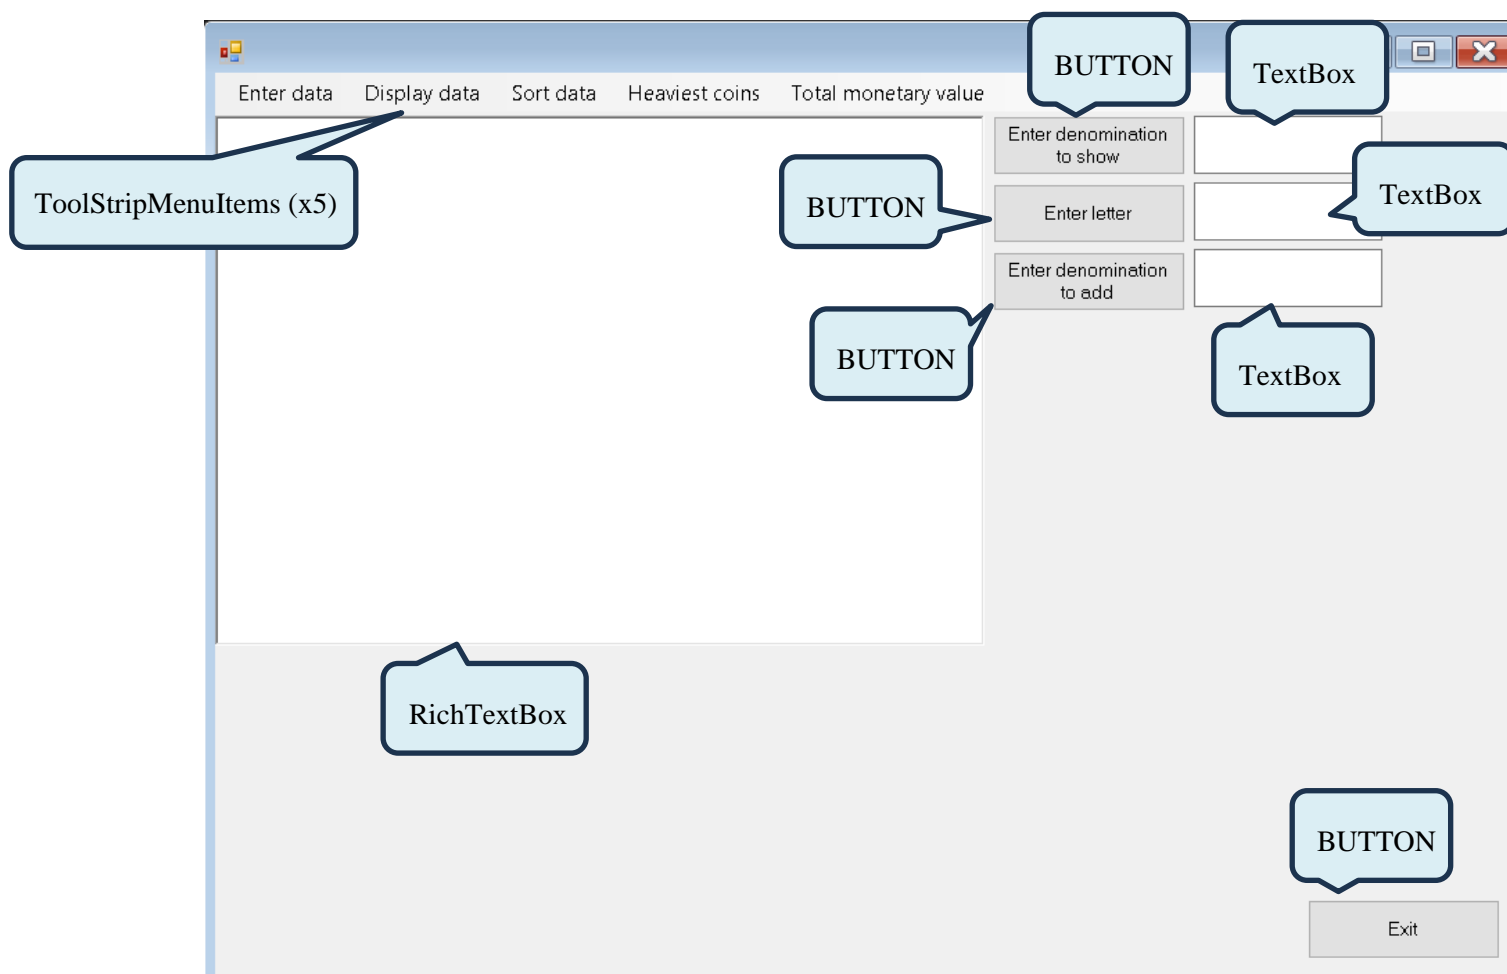 BUTTON
TextBox
Enter data Display data Sort data Heaviest coins Total monetary value
Enter denomination
to show
ToolStripMenuItems (x5)
BUTTON
Enter letter
TextBox
Enter denomination
to add
BUTTON
TextBox
RichTextBox
BUTTON
Exit